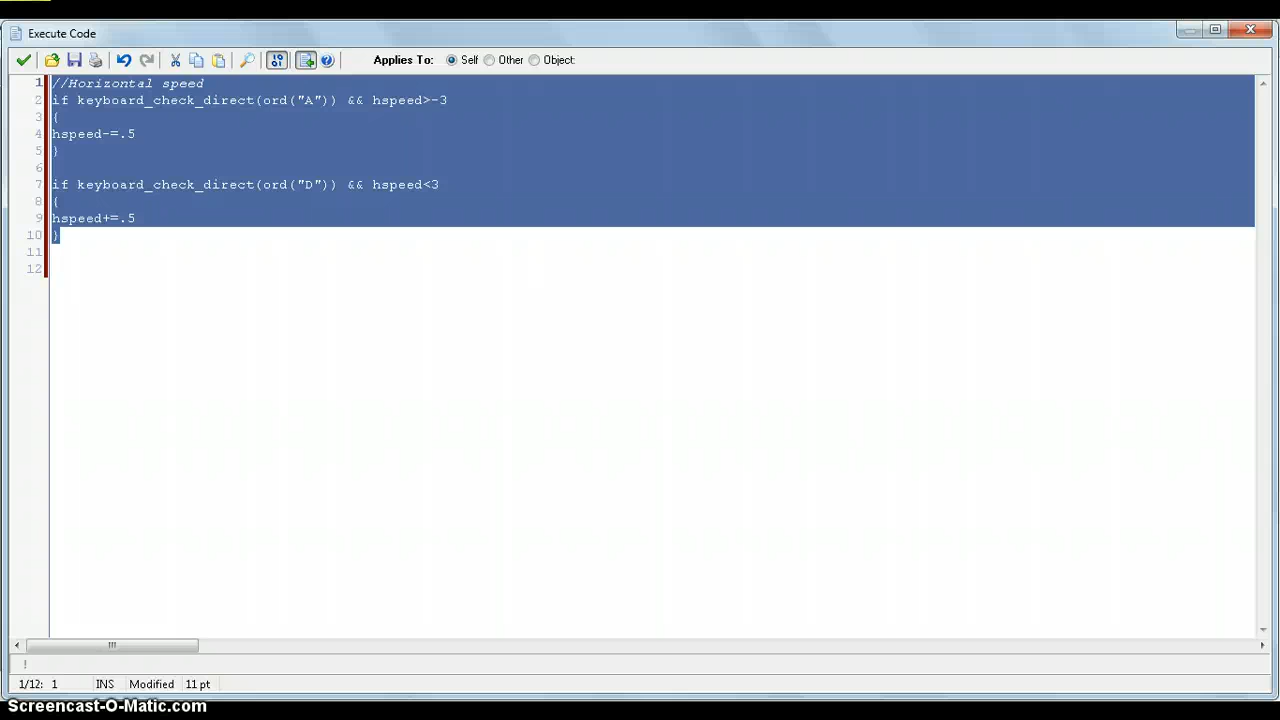 Execute Code
Applies To: Self Other Object:
1 //Horizontal speed
2 if keyboard_check_direct(ord("A")) && hspeed>-3
3 {
4 hspeed-=.5
5 }
6
7 if keyboard_check_direct(ord("D")) && hspeed<3
8 {
9 hspeed+=.5
10 }
11
12
!
1/12: 1 INS Modified 11 pt
Screencast-O-Matic.com